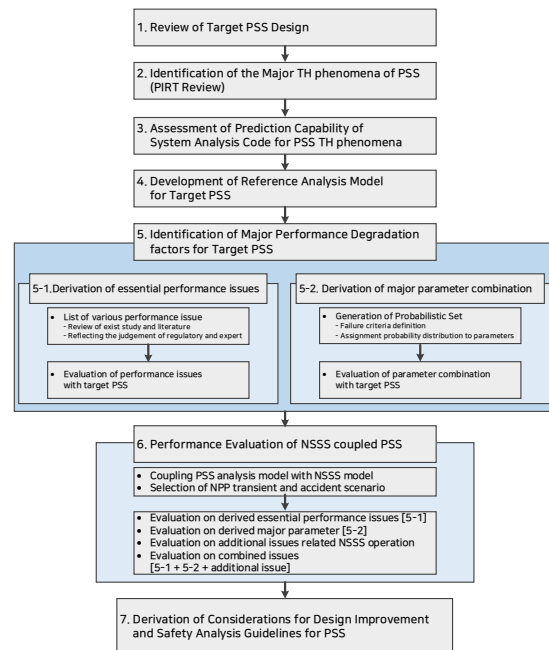 1. Review of Target PSS Design
2. Identification of the Major TH phenomena of PSS
(PIRT Review)
3. Assessment of Prediction Capability of
System Analysis Code for PSS TH phenomena
4. Development of Reference Analysis Model
for Target PSS
5. Identification of Major Performance Degradation
factors for Target PSS
5-1.Derivation of essential performance issues
• List of various performance issue
- Review of exist study and literature
- Reflecting the judgement of regulatory and expert
• Evaluation of performance issues
with target PSS
5-2. Derivation of major parameter combination
• Generation of Probabilistic Set
- Failure criteria definition
- Assignment probability distribution to parameters
• Evaluation of parameter combination
with target PSS
6. Performance Evaluation of NSSS coupled PSS
• Coupling PSS analysis model with NSSS model
• Selection of NPP transient and accident scenario
• Evaluation on derived essential performance issues [5-1]
• Evaluation on derived major parameter [5-2]
• Evaluation on additional issues related NSSS operation
• Evaluation on combined issues
[5-1 + 5-2 + additional issue]
7. Derivation of Considerations for Design Improvement
and Safety Analysis Guidelines for PSS